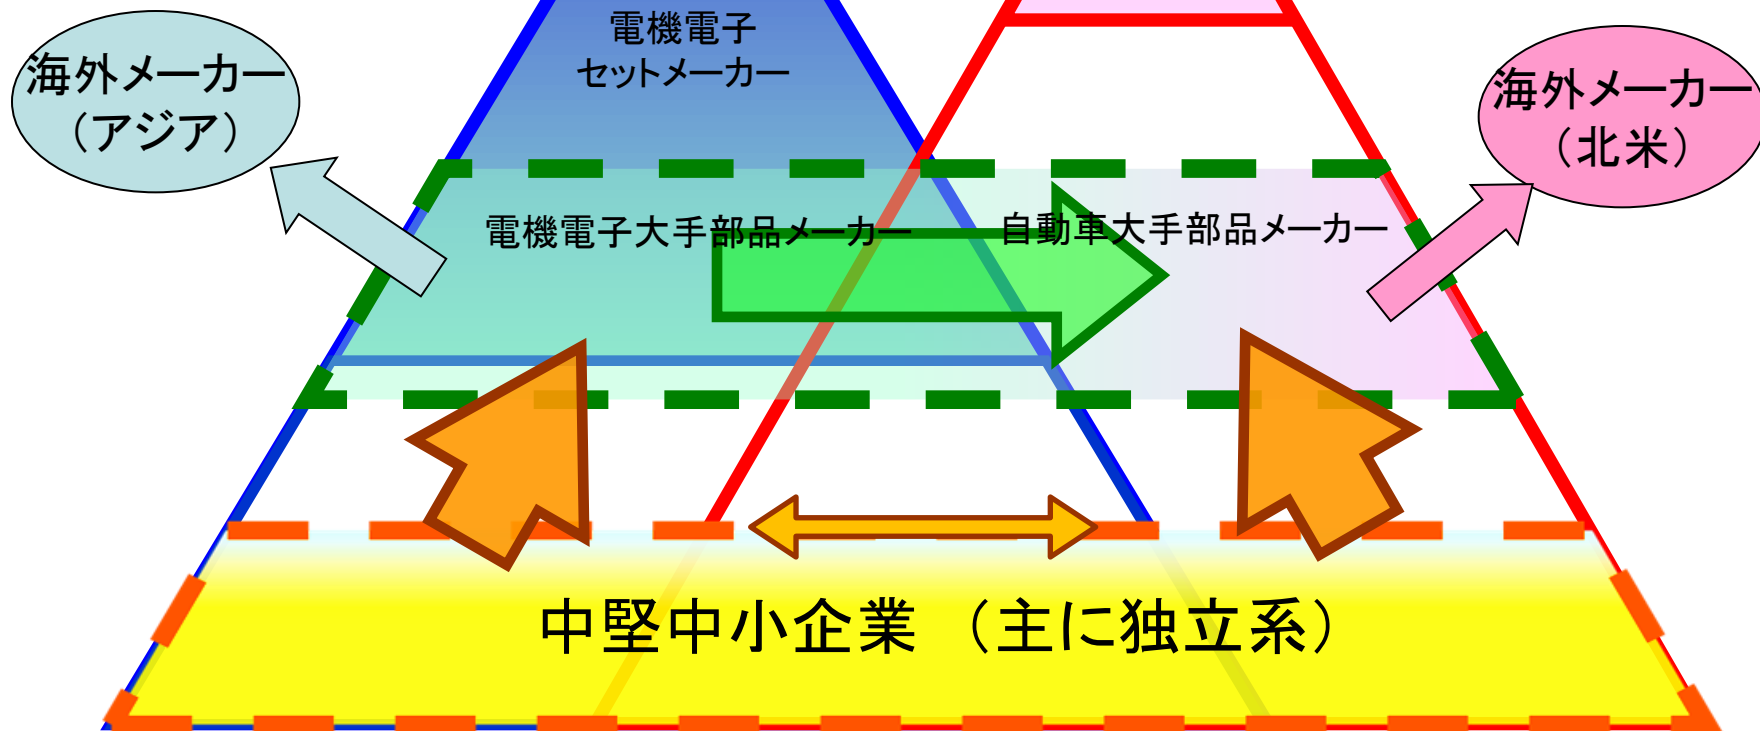 電機電子
セットメーカー
海外メーカー
（アジア）
海外メーカー
（北米）
電機電子大手部品メーカー
自動車大手部品メーカー
中堅中小企業　（主に独立系）